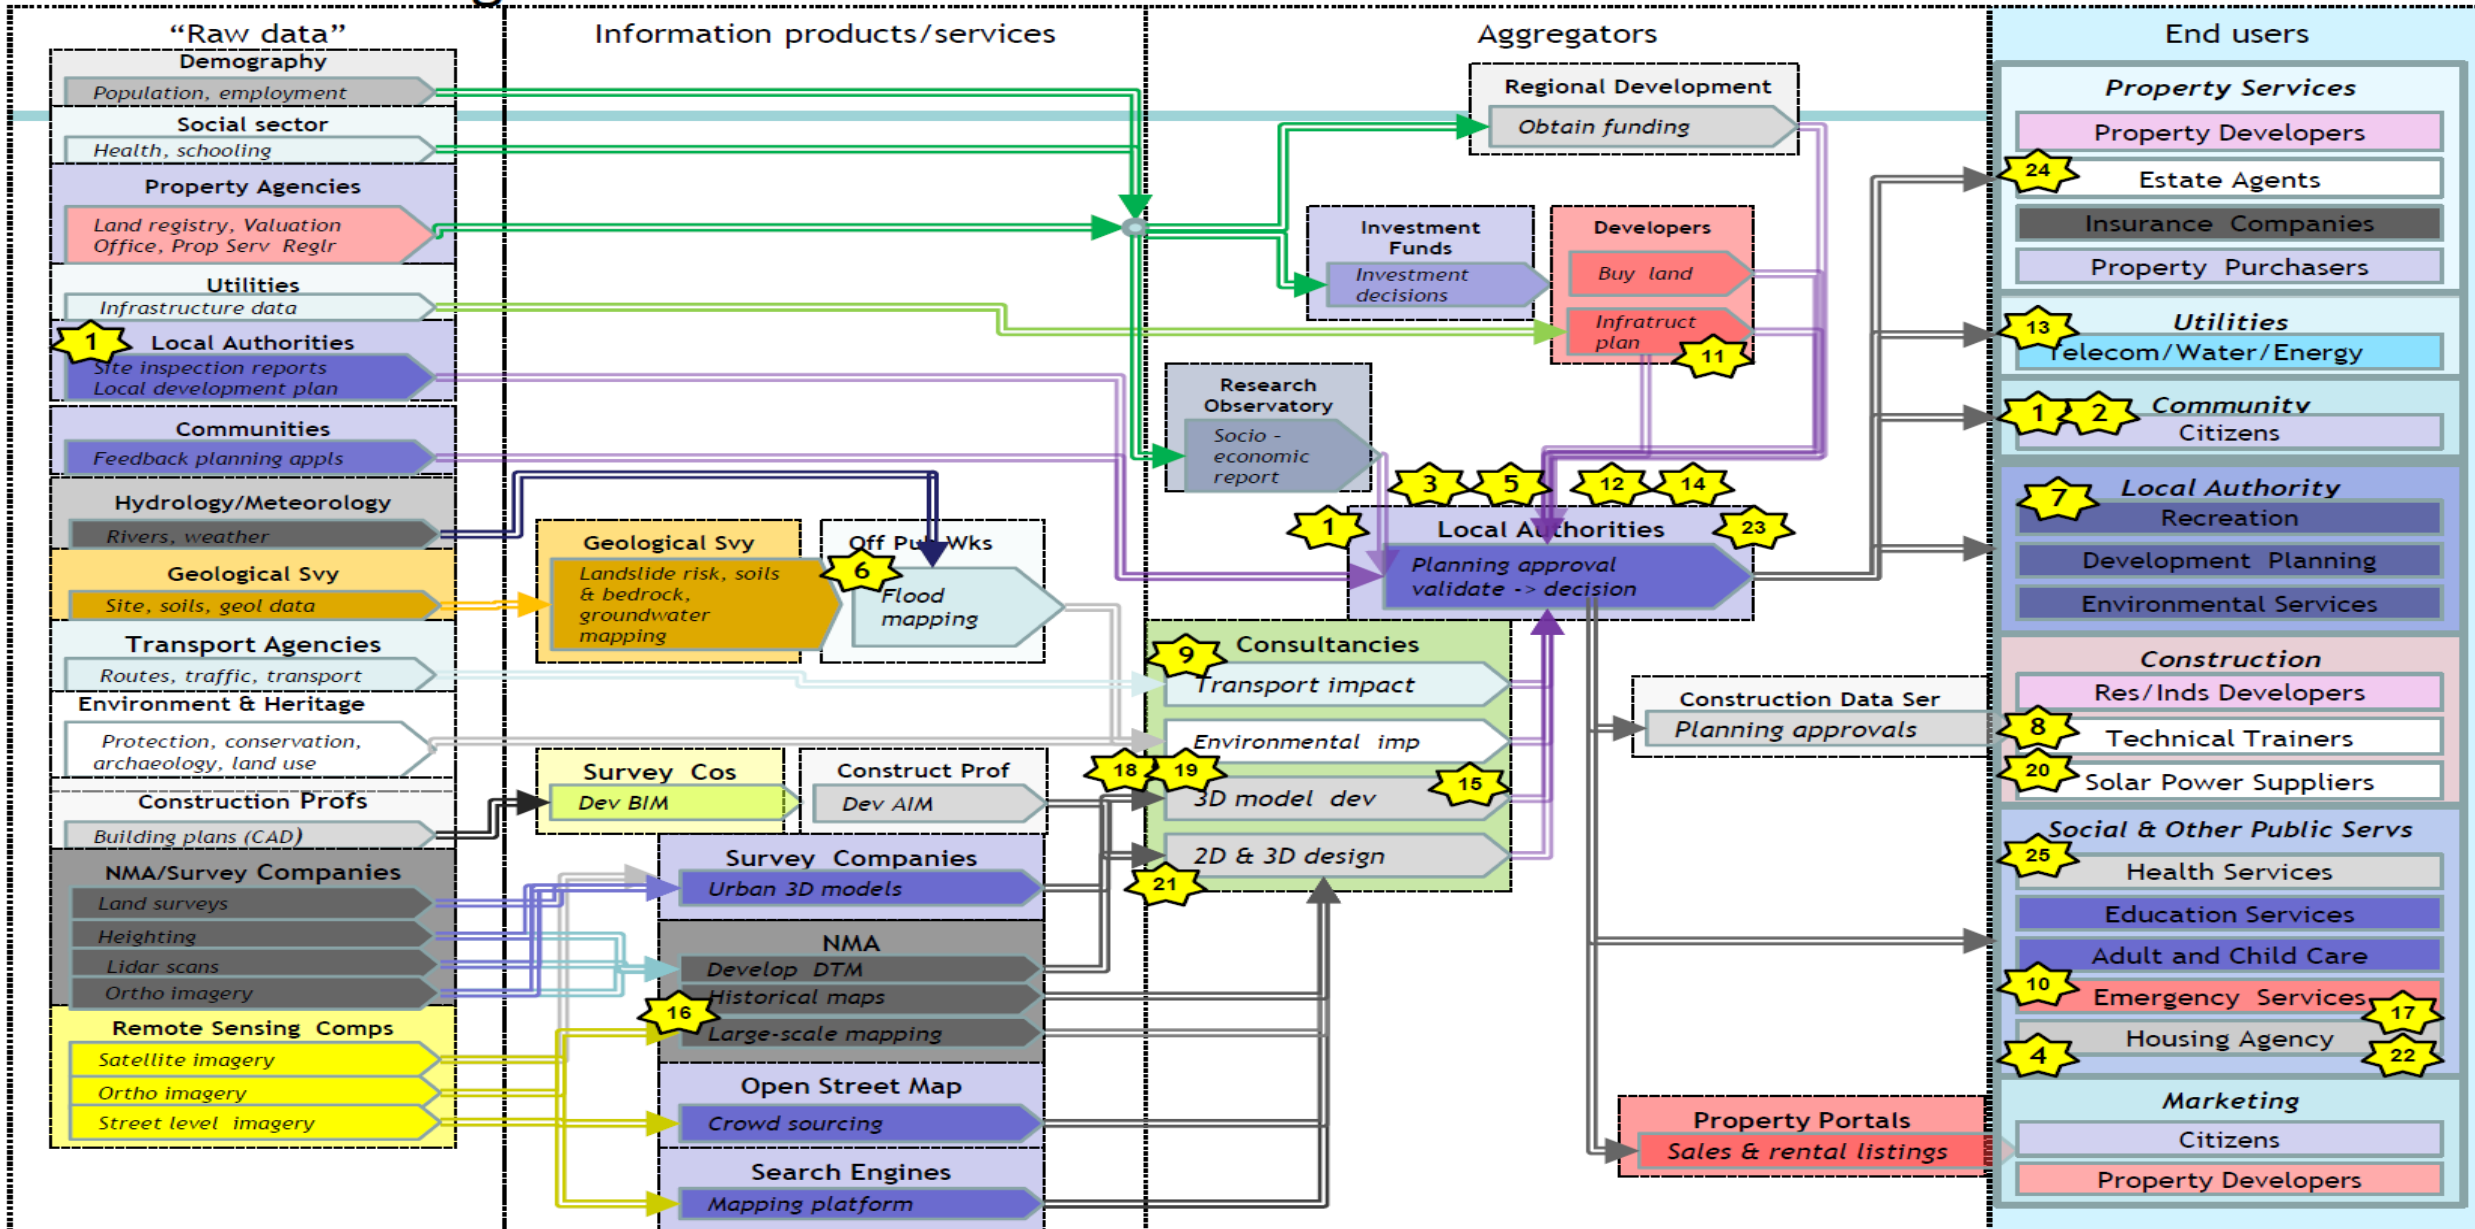 “Raw data”
Demography
Population, employment
Social sector
Health, schooling
Property Agencies
Land registry, Valuation
Office, Prop Serv Reglr
Utilities
Infrastructure data
1
Local Authorities
Site inspection reports
Local development plan
Communities
Feedback planning appls
Hydrology/Meteorology
Rivers, weather
Geological Svy
Site, soils, geol data
Transport Agencies
Routes, traffic, transport
Environment & Heritage
Protection, conservation,
archaeology, land use
Construction Profs
Building plans (CAD)
NMA/Survey Companies
Land surveys
Heighting
Lidar scans
Ortho imagery
Remote Sensing Comps
Satellite imagery
Ortho imagery
Street level imagery
Information products/services
Geological Svy
Landslide risk, soils
& bedrock,
groundwater
mapping
Off Pub Wks
6
Flood
mapping
Survey Cos
Dev BIM
Construct Prof
Dev AIM
Survey Companies
Urban 3D models
NMA
Develop DTM
Historical maps
16
Large-scale mapping
Open Street Map
Crowd sourcing
Search Engines
Mapping platform
Aggregators
Regional Development
Obtain funding
Investment
Funds
Investment
decisions
Developers
Buy land
Infratruct
plan
11
Research
Observatory
Socio -
economic
report
3 5 12 14
1
Local Authorities
23
Planning approval
validate -> decision
Consultancies
9
Transport impact
Environmental imp
18 19
15
3D model dev
2D & 3D design
21
Construction Data Ser
Planning approvals
Property Portals
Sales & rental listings
End users
Property Services
Property Developers
24
Estate Agents
Insurance Companies
Property Purchasers
13
Utilities
Telecom/Water/Energy
1 2
Community
Citizens
7
Local Authority
Recreation
Development Planning
Environmental Services
Construction
Res/Inds Developers
8
Technical Trainers
20
Solar Power Suppliers
Social & Other Public Servs
25
Health Services
Education Services
Adult and Child Care
10
Emergency Services
17
Housing Agency
4
22
Marketing
Citizens
Property Developers